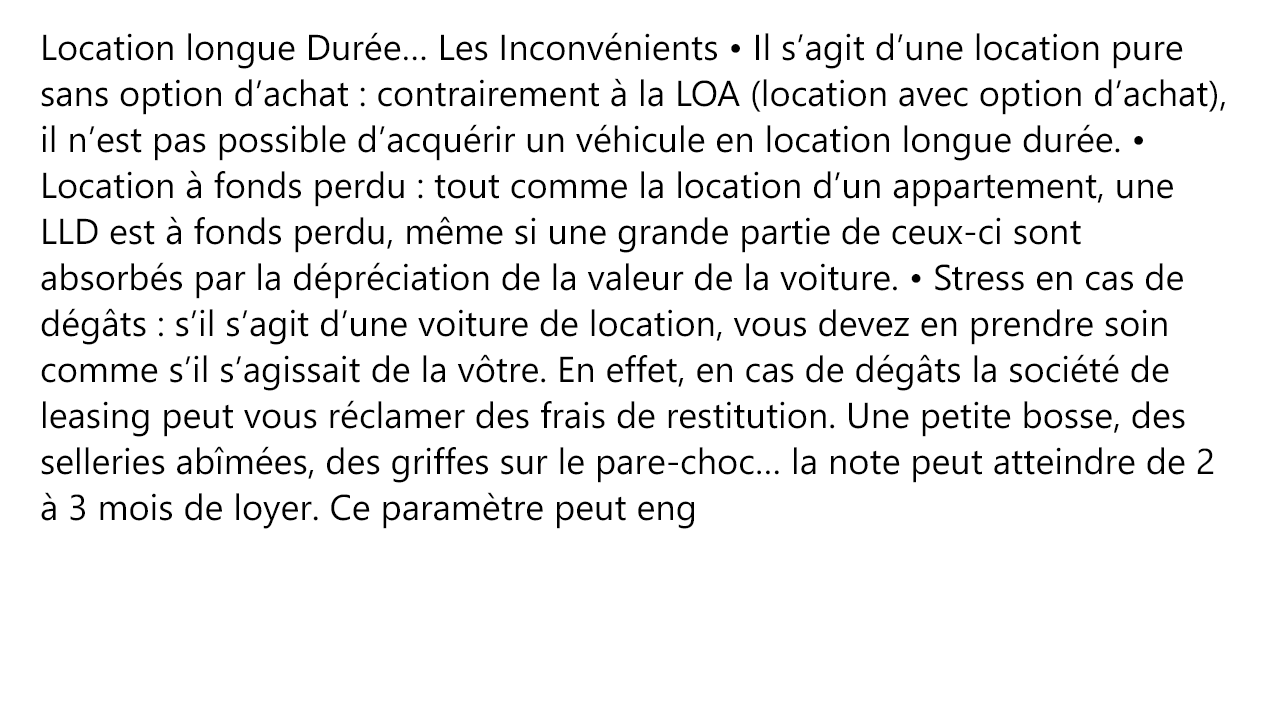 Location longue Durée… Les Inconvénients • Il s’agit d’une location pure
sans option d’achat : contrairement à la LOA (location avec option d’achat),
il n’est pas possible d’acquérir un véhicule en location longue durée. •
Location à fonds perdu : tout comme la location d’un appartement, une
LLD est à fonds perdu, même si une grande partie de ceux-ci sont
absorbés par la dépréciation de la valeur de la voiture. • Stress en cas de
dégâts : s’il s’agit d’une voiture de location, vous devez en prendre soin
comme s’il s’agissait de la vôtre. En effet, en cas de dégâts la société de
leasing peut vous réclamer des frais de restitution. Une petite bosse, des
selleries abîmées, des griffes sur le pare-choc… la note peut atteindre de 2
à 3 mois de loyer. Ce paramètre peut eng